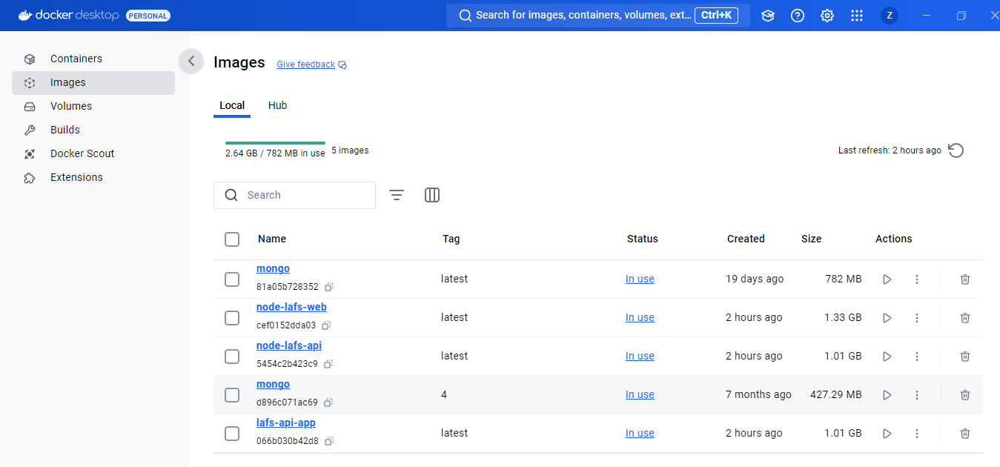 docker desktop PERSONAL
Search for images, containers, volumes, ext... Ctrl+K
Z
Containers
Images
Volumes
Builds
Docker Scout
Extensions
Images Give feedback
Local Hub
2.64 GB / 782 MB in use 5 images
Last refresh: 2 hours ago
Search
Name Tag Status Created Size Actions
mongo
81a05b728352
latest In use 19 days ago 782 MB
node-lafs-web
cef0152dda03
latest In use 2 hours ago 1.33 GB
node-lafs-api
5454c2b423c9
latest In use 2 hours ago 1.01 GB
mongo
d896c071ac69
4 In use 7 months ago 427.29 MB
lafs-api-app
066b030b42d8
latest In use 2 hours ago 1.01 GB